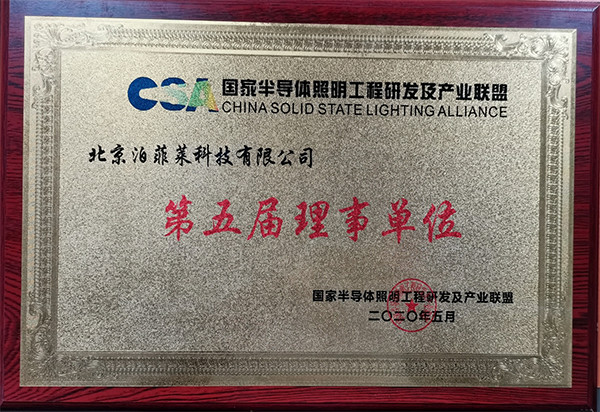 CSA 国家半导体照明工程研发及产业联盟
CHINA SOLID STATE LIGHTING ALLIANCE
北京泊菲莱科技有限公司
第五届理事单位
国家半导体照明工程研发及产业联盟
二〇二〇年五月